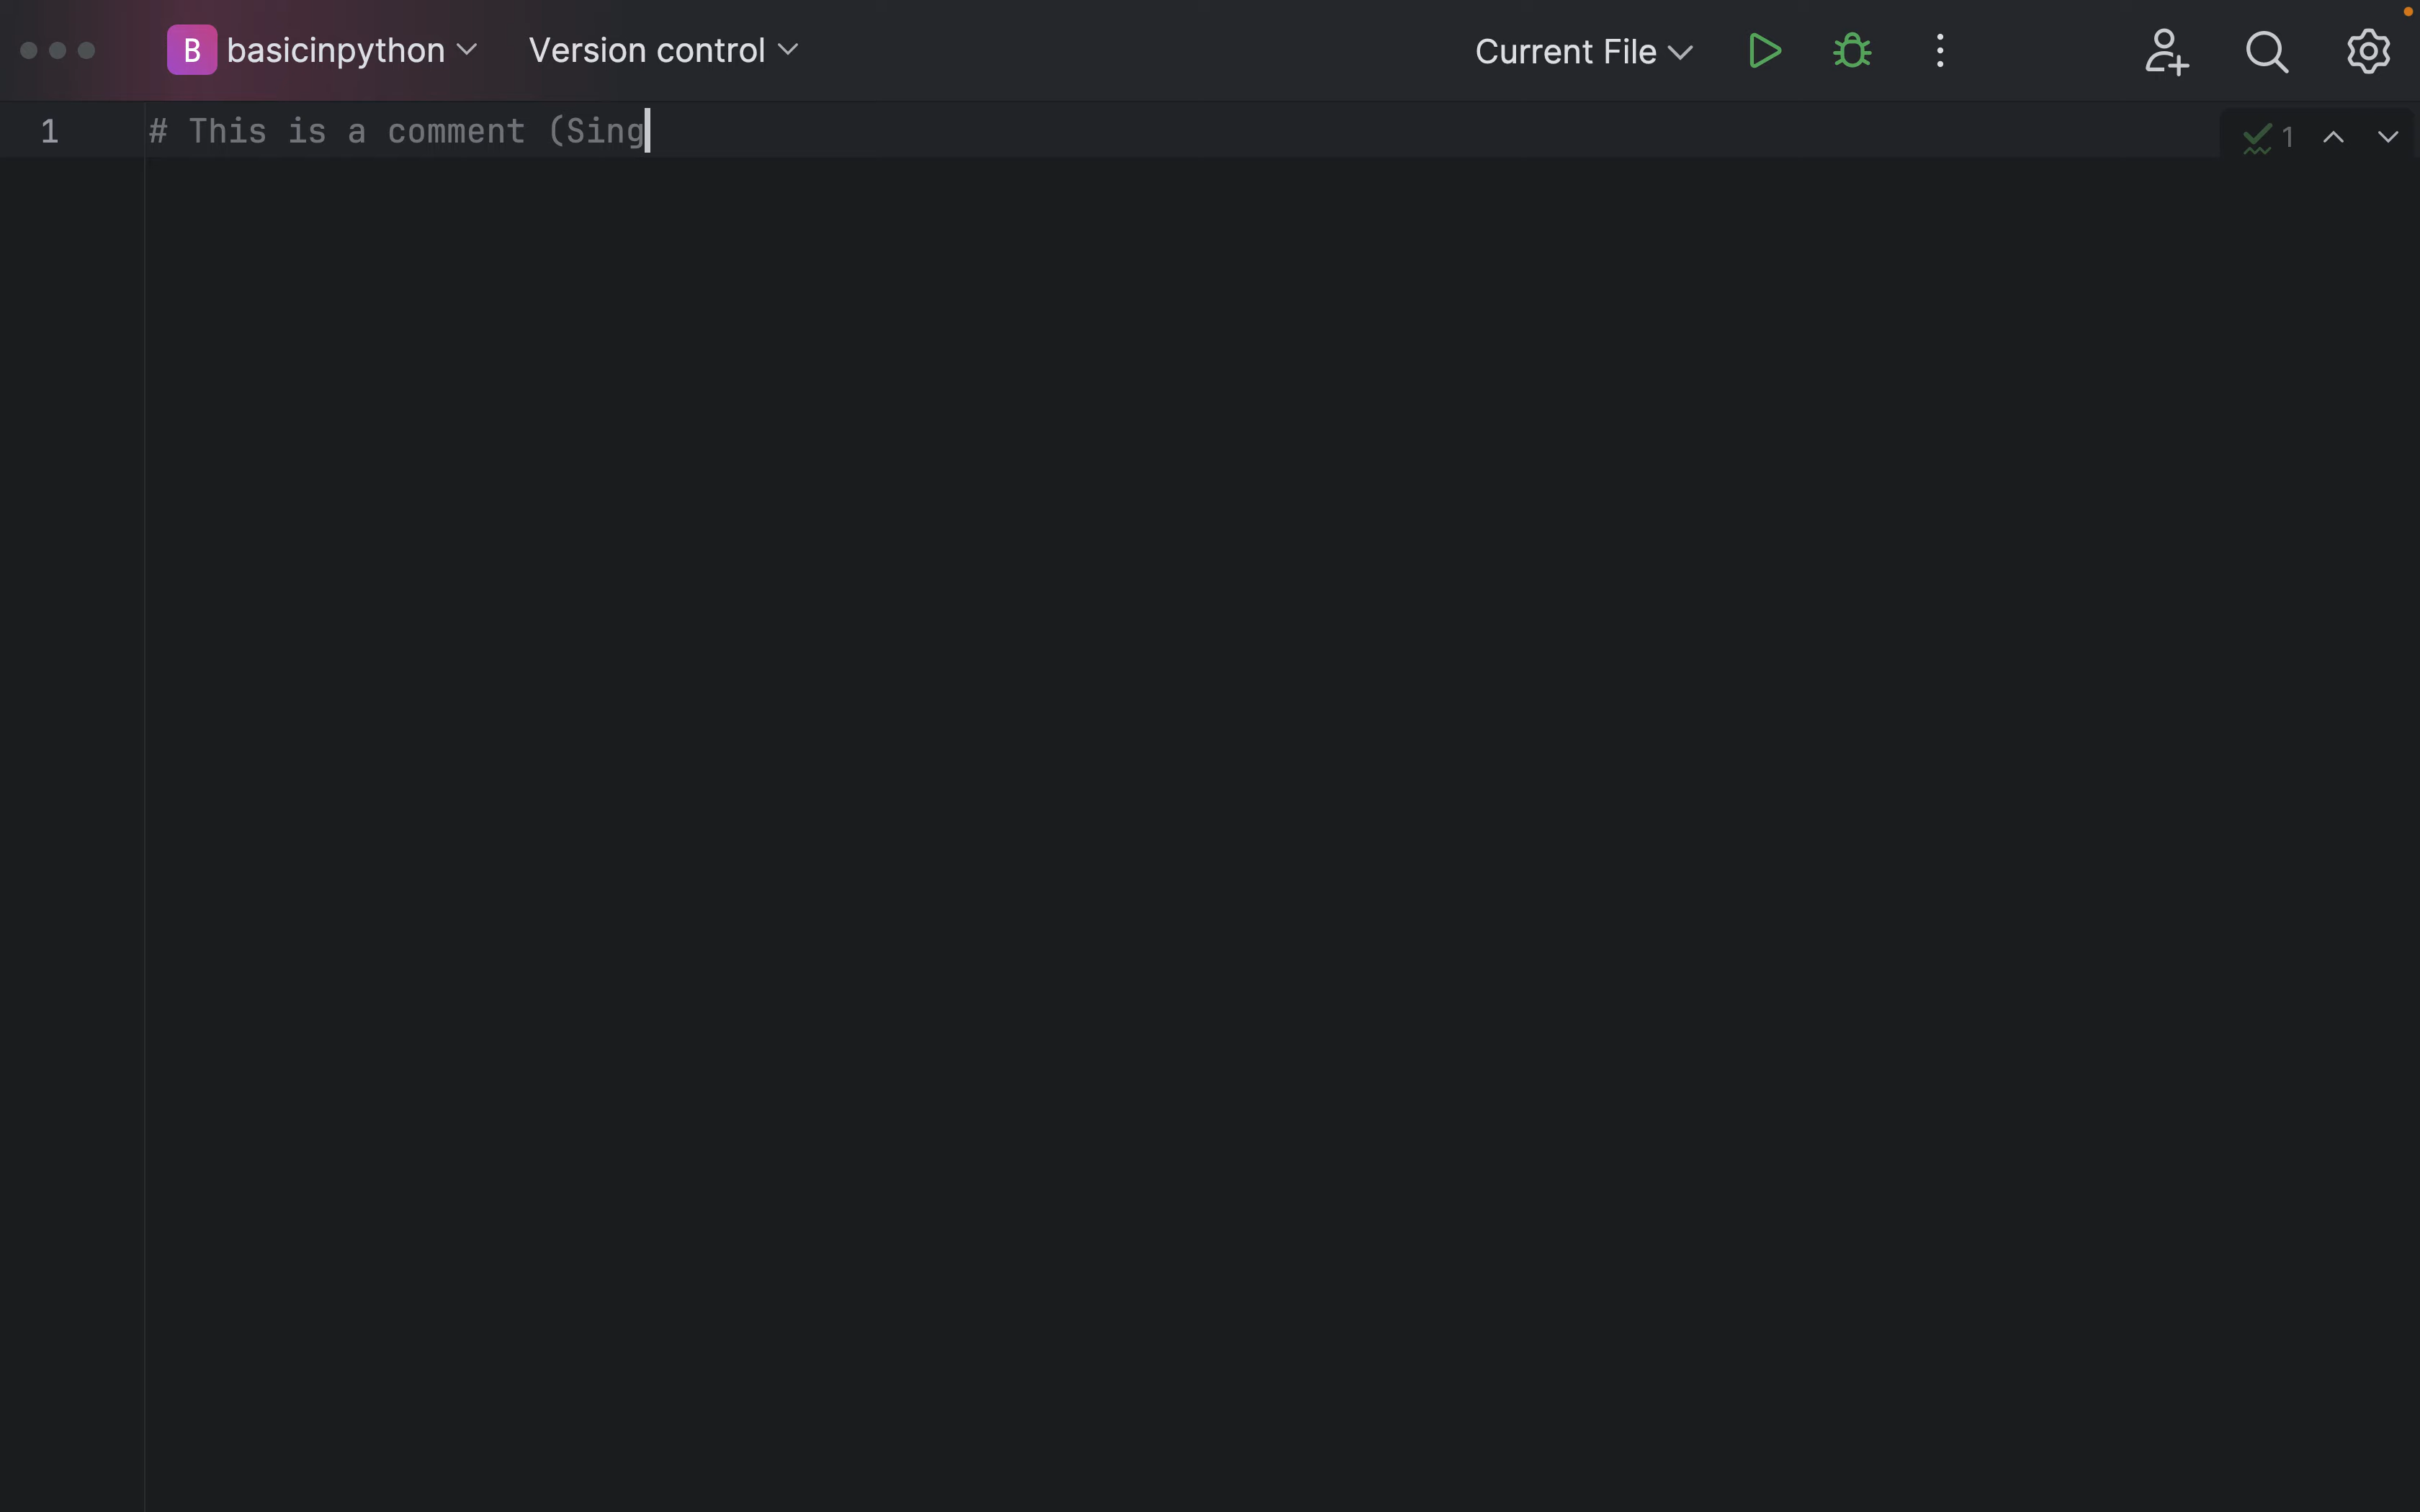 B basicinpython Version control Current File
1 # This is a comment (Sing 1